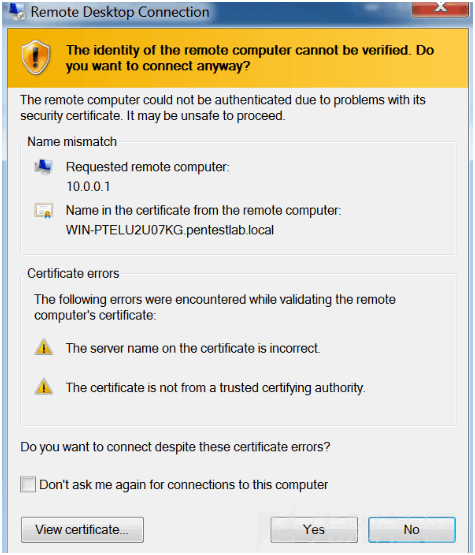 Remote Desktop Connection
The identity of the remote computer cannot be verified. Do
you want to connect anyway?
The remote computer could not be authenticated due to problems with its
security certificate. It may be unsafe to proceed.
Name mismatch
Requested remote computer:
10.0.0.1
Name in the certificate from the remote computer:
WIN-PTELU2U07KG.pentestlab.local
Certificate errors
The following errors were encountered while validating the remote
computer's certificate:
The server name on the certificate is incorrect.
The certificate is not from a trusted certifying authority.
Do you want to connect despite these certificate errors?
Don't ask me again for connections to this computer
View certificate...
Yes
No